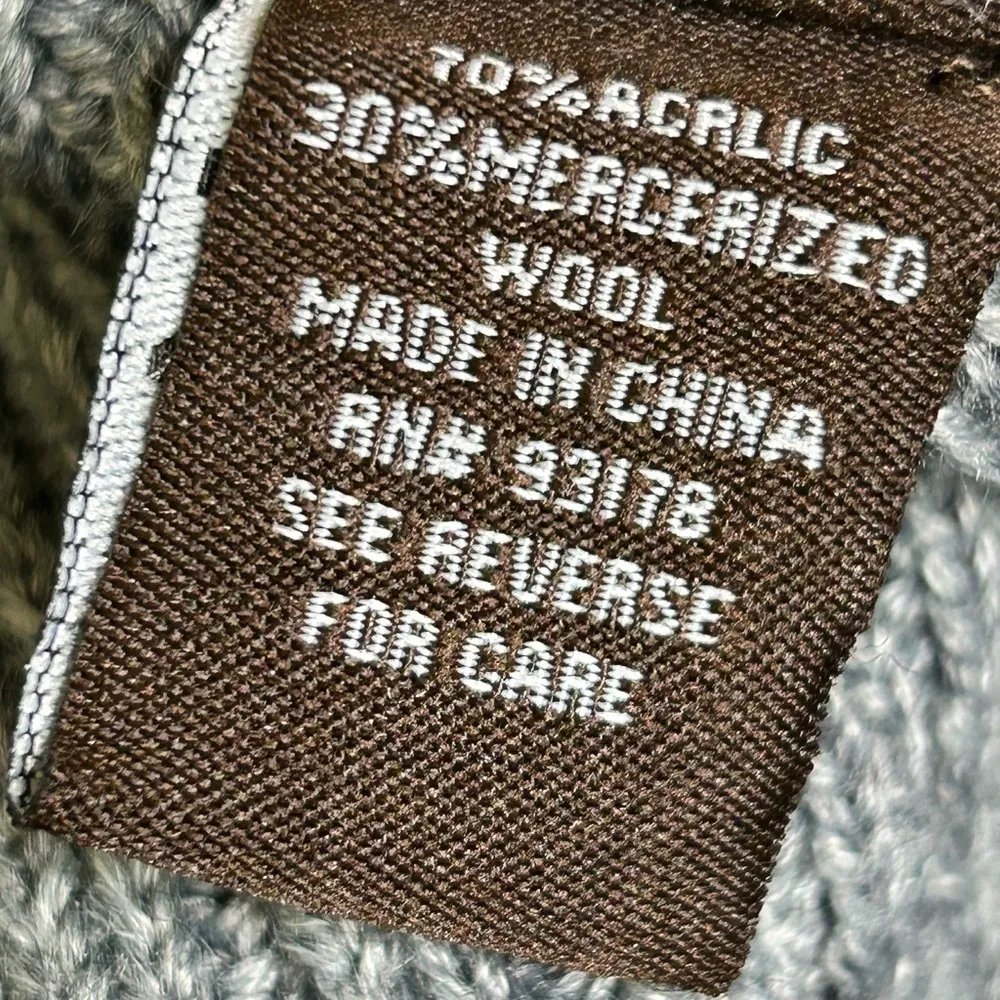 70%ACRLIC
30%MERCERIZED
WOOL
MADE IN CHINA
RN# 93178
SEE REVERSE
FOR CARE